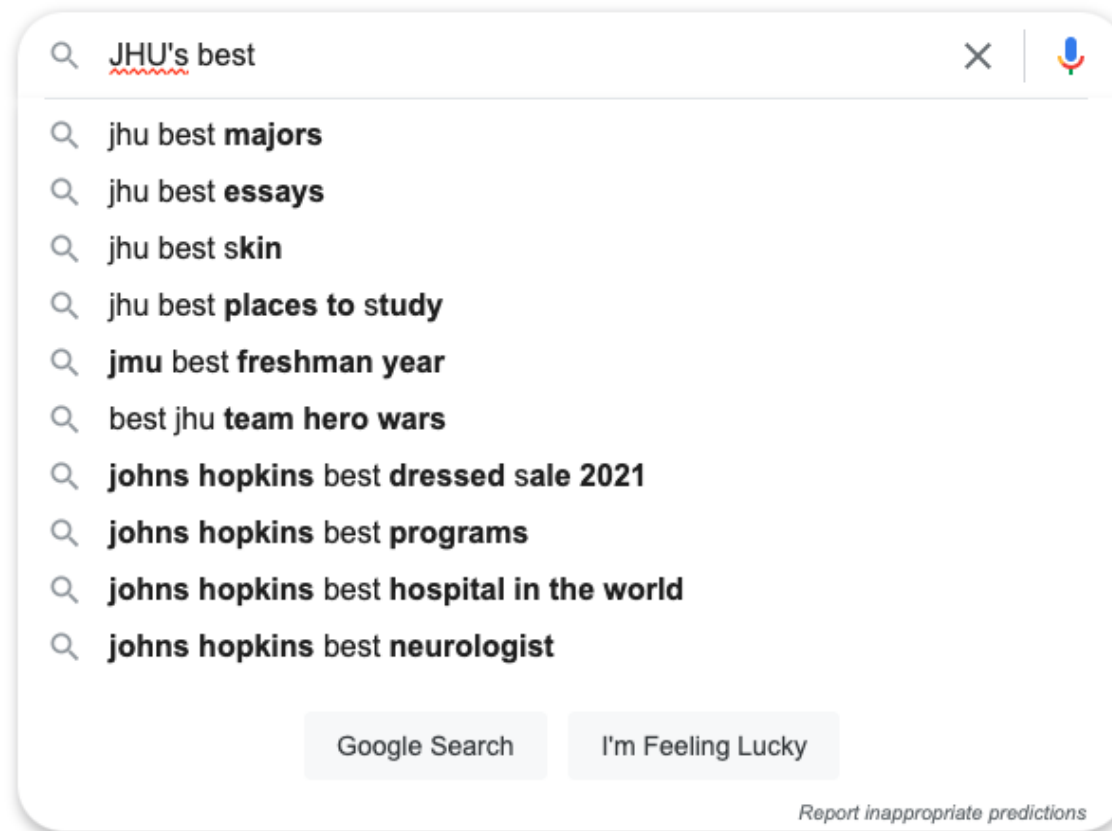 JHU's best
jhu best majors
jhu best essays
jhu best skin
jhu best places to study
jmu best freshman year
best jhu team hero wars
johns hopkins best dressed sale 2021
johns hopkins best programs
johns hopkins best hospital in the world
johns hopkins best neurologist
Google Search I'm Feeling Lucky
Report inappropriate predictions